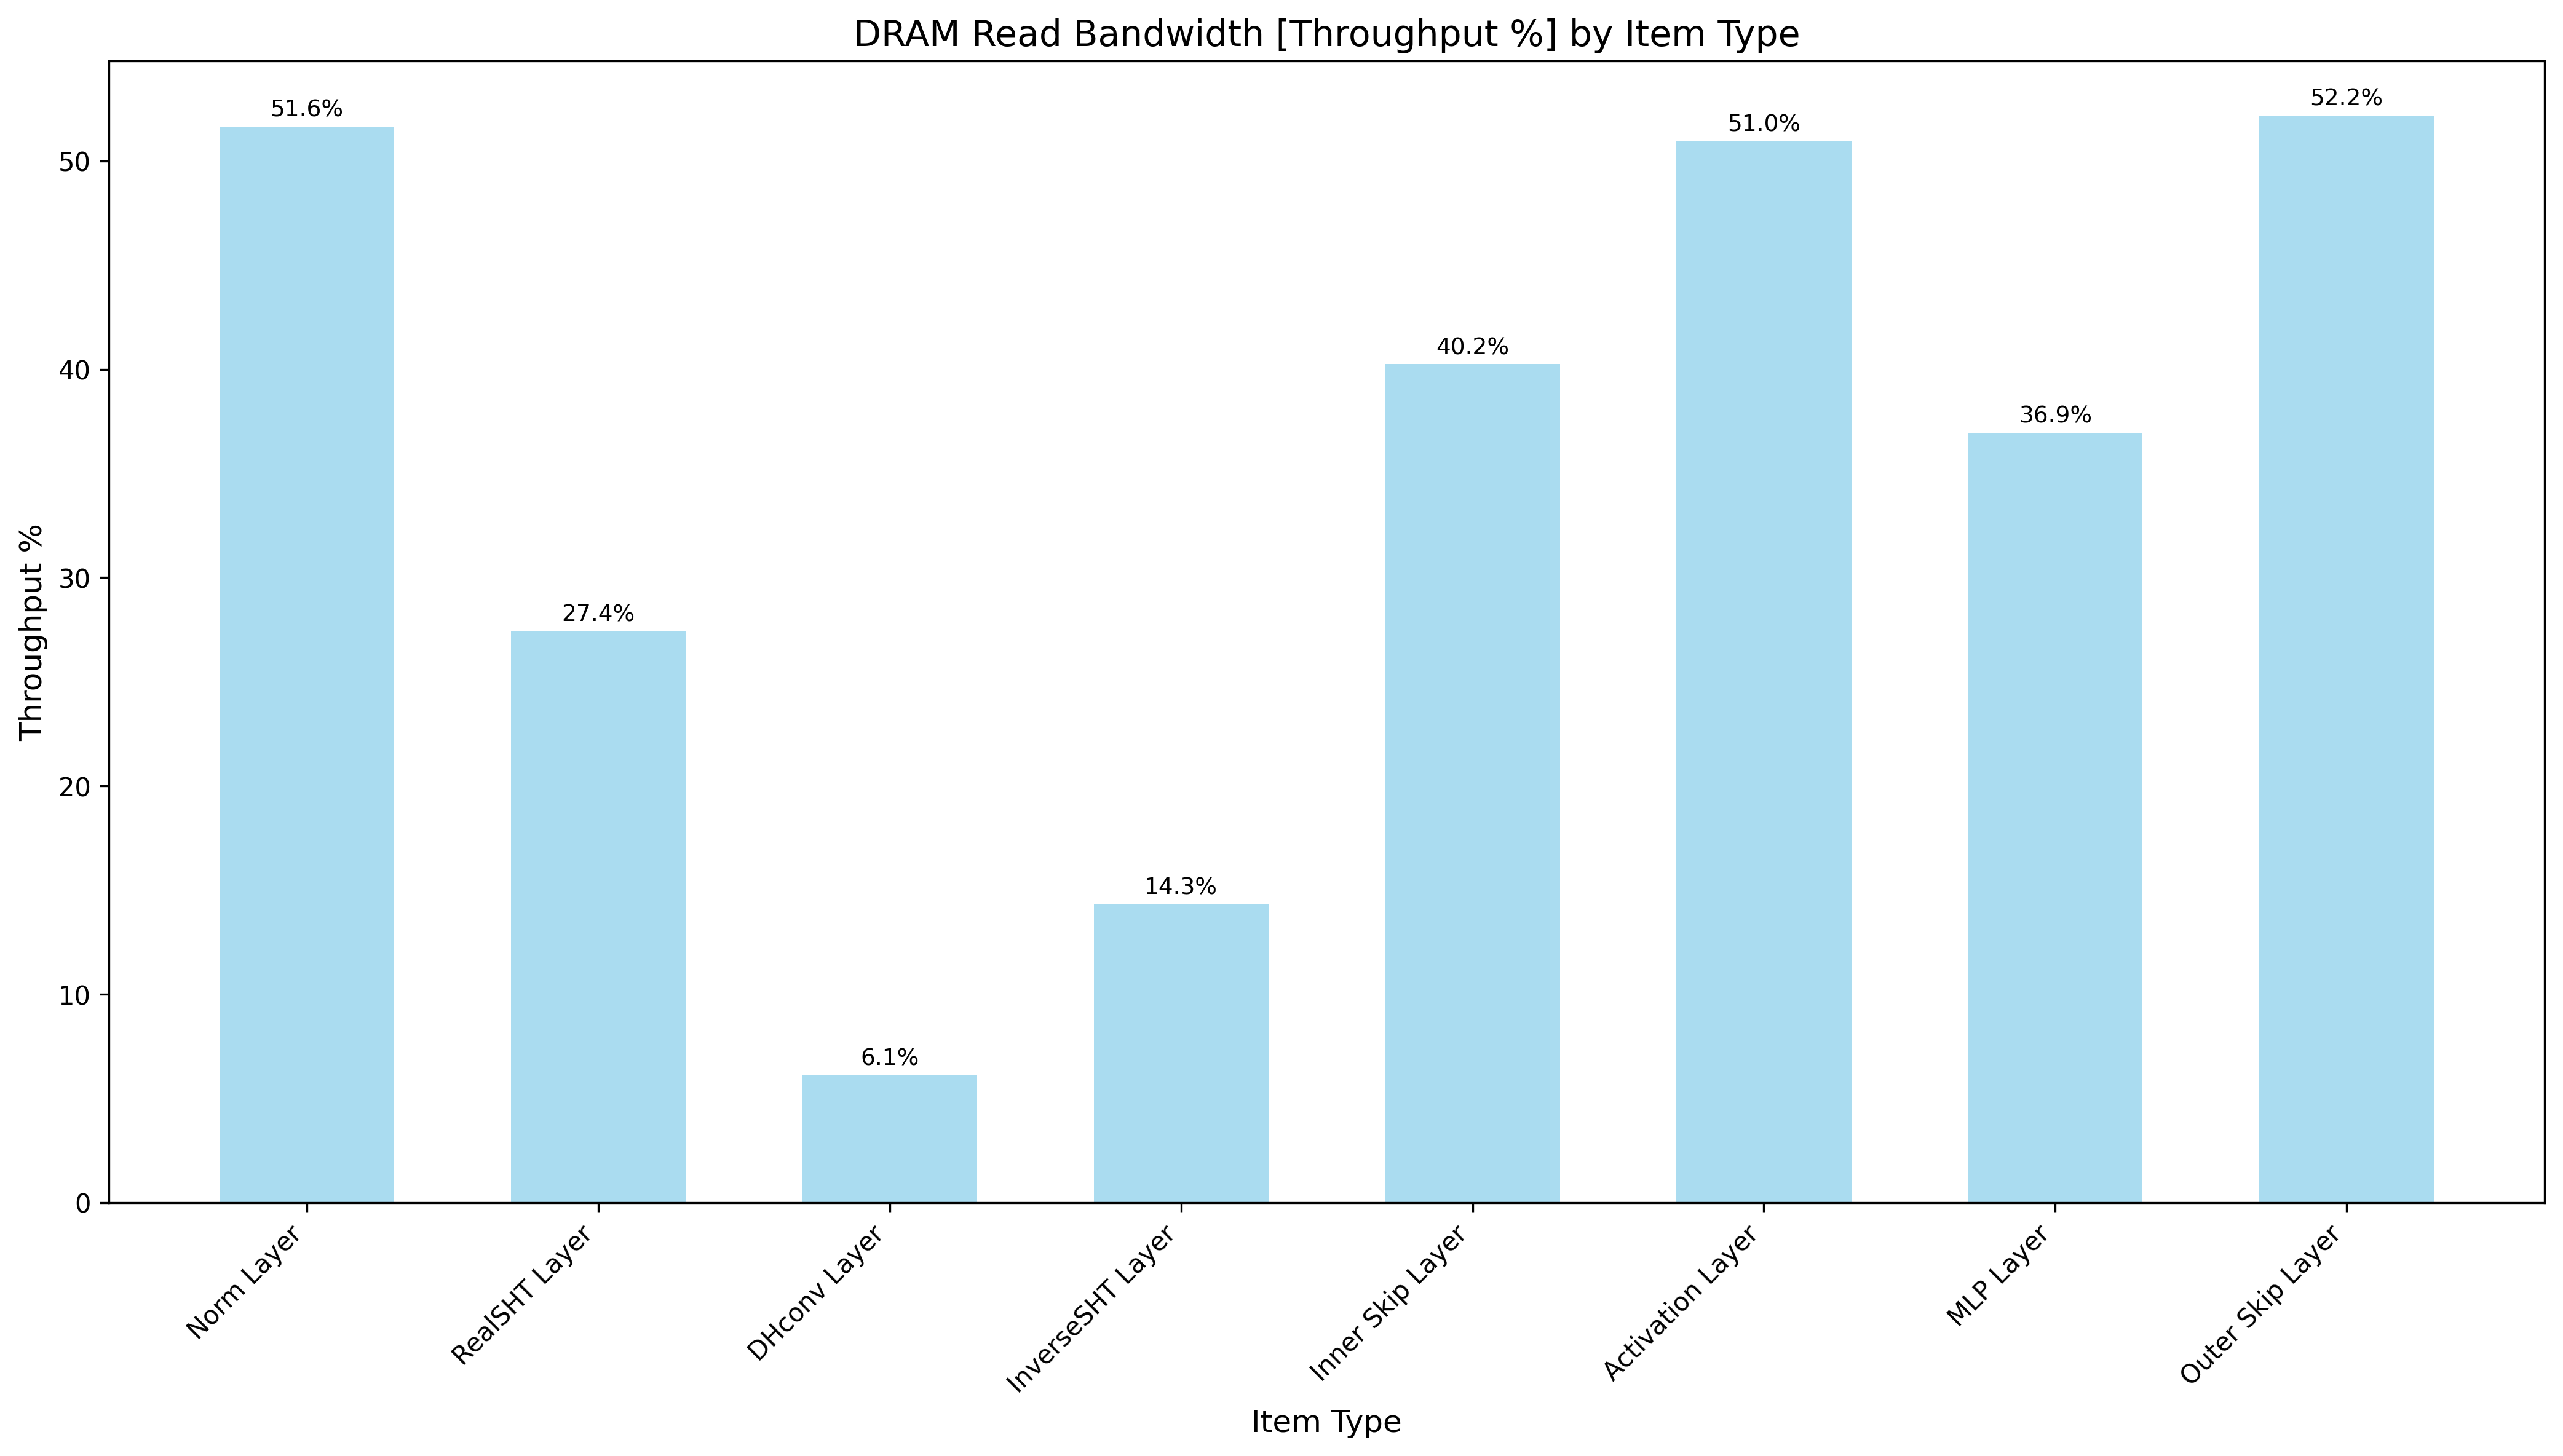 DRAM Read Bandwidth [Throughput %] by Item Type
Throughput %
50
40
30
20
10
0
51.6%
27.4%
6.1%
14.3%
40.2%
51.0%
36.9%
52.2%
Norm Layer
RealSHT Layer
DHconv Layer
InverseSHT Layer
Inner Skip Layer
Activation Layer
MLP Layer
Outer Skip Layer
Item Type